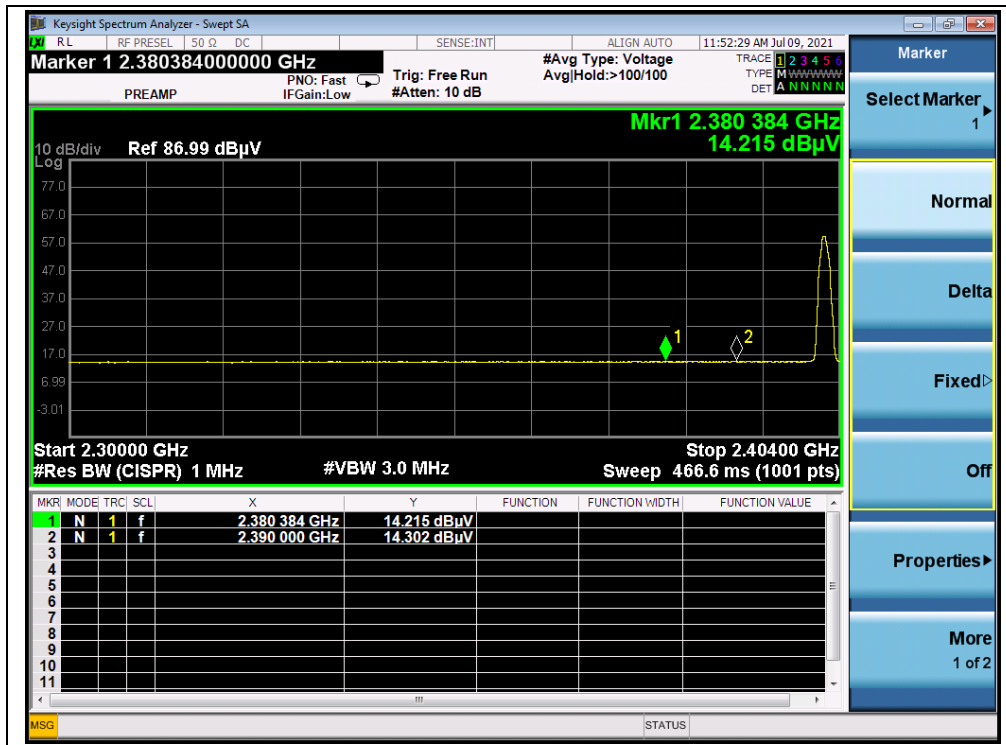 Keysight Spectrum Analyzer - Swept SA
LXI RL RF PRESEL 50 Ω DC SENSE:INT ALIGN AUTO 11:52:29 AM Jul 09, 2021
Marker 1 2.380384000000 GHz
PREAMP
PNO: Fast
IFGain:Low
Trig: Free Run
#Atten: 10 dB
#Avg Type: Voltage
Avg|Hold:>100/100
TRACE 1 2 3 4 5 6
TYPE M WWWWW
DET A N N N N N
Mkr1 2.380 384 GHz
14.215 dBµV
10 dB/div Ref 86.99 dBµV
Log
77.0
67.0
57.0
47.0
37.0
27.0
17.0
6.99
-3.01
1
2
Start 2.30000 GHz Stop 2.40400 GHz
#Res BW (CISPR) 1 MHz #VBW 3.0 MHz Sweep 466.6 ms (1001 pts)
MKR MODE TRC SCL X Y FUNCTION FUNCTION WIDTH FUNCTION VALUE
1 N 1 f 2.380 384 GHz 14.215 dBµV
2 N 1 f 2.390 000 GHz 14.302 dBµV
3
4
5
6
7
8
9
10
11
MSG STATUS
Marker
Select Marker
1
Normal
Delta
Fixed
Off
Properties
More
1 of 2